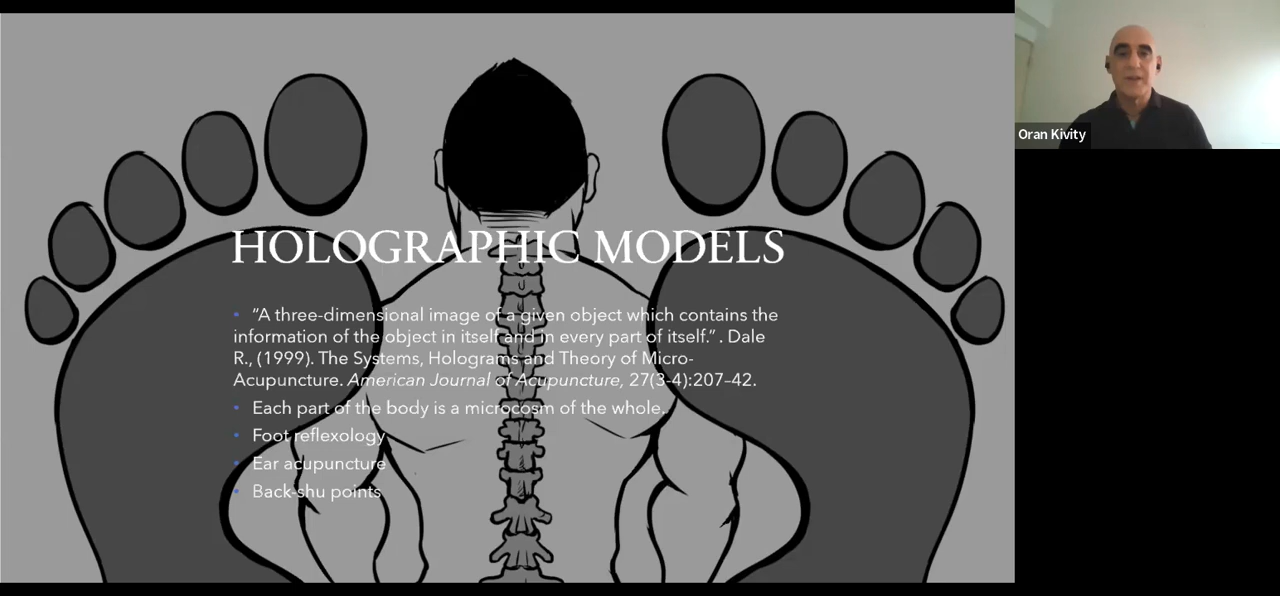 HOLOGRAPHIC MODELS
• "A three-dimensional image of a given object which contains the
information of the object in itself and in every part of itself.". Dale
R., (1999). The Systems, Holograms and Theory of Micro-
Acupuncture. American Journal of Acupuncture, 27(3-4):207–42.
• Each part of the body is a microcosm of the whole..
• Foot reflexology
• Ear acupuncture
• Back-shu points
Oran Kivity